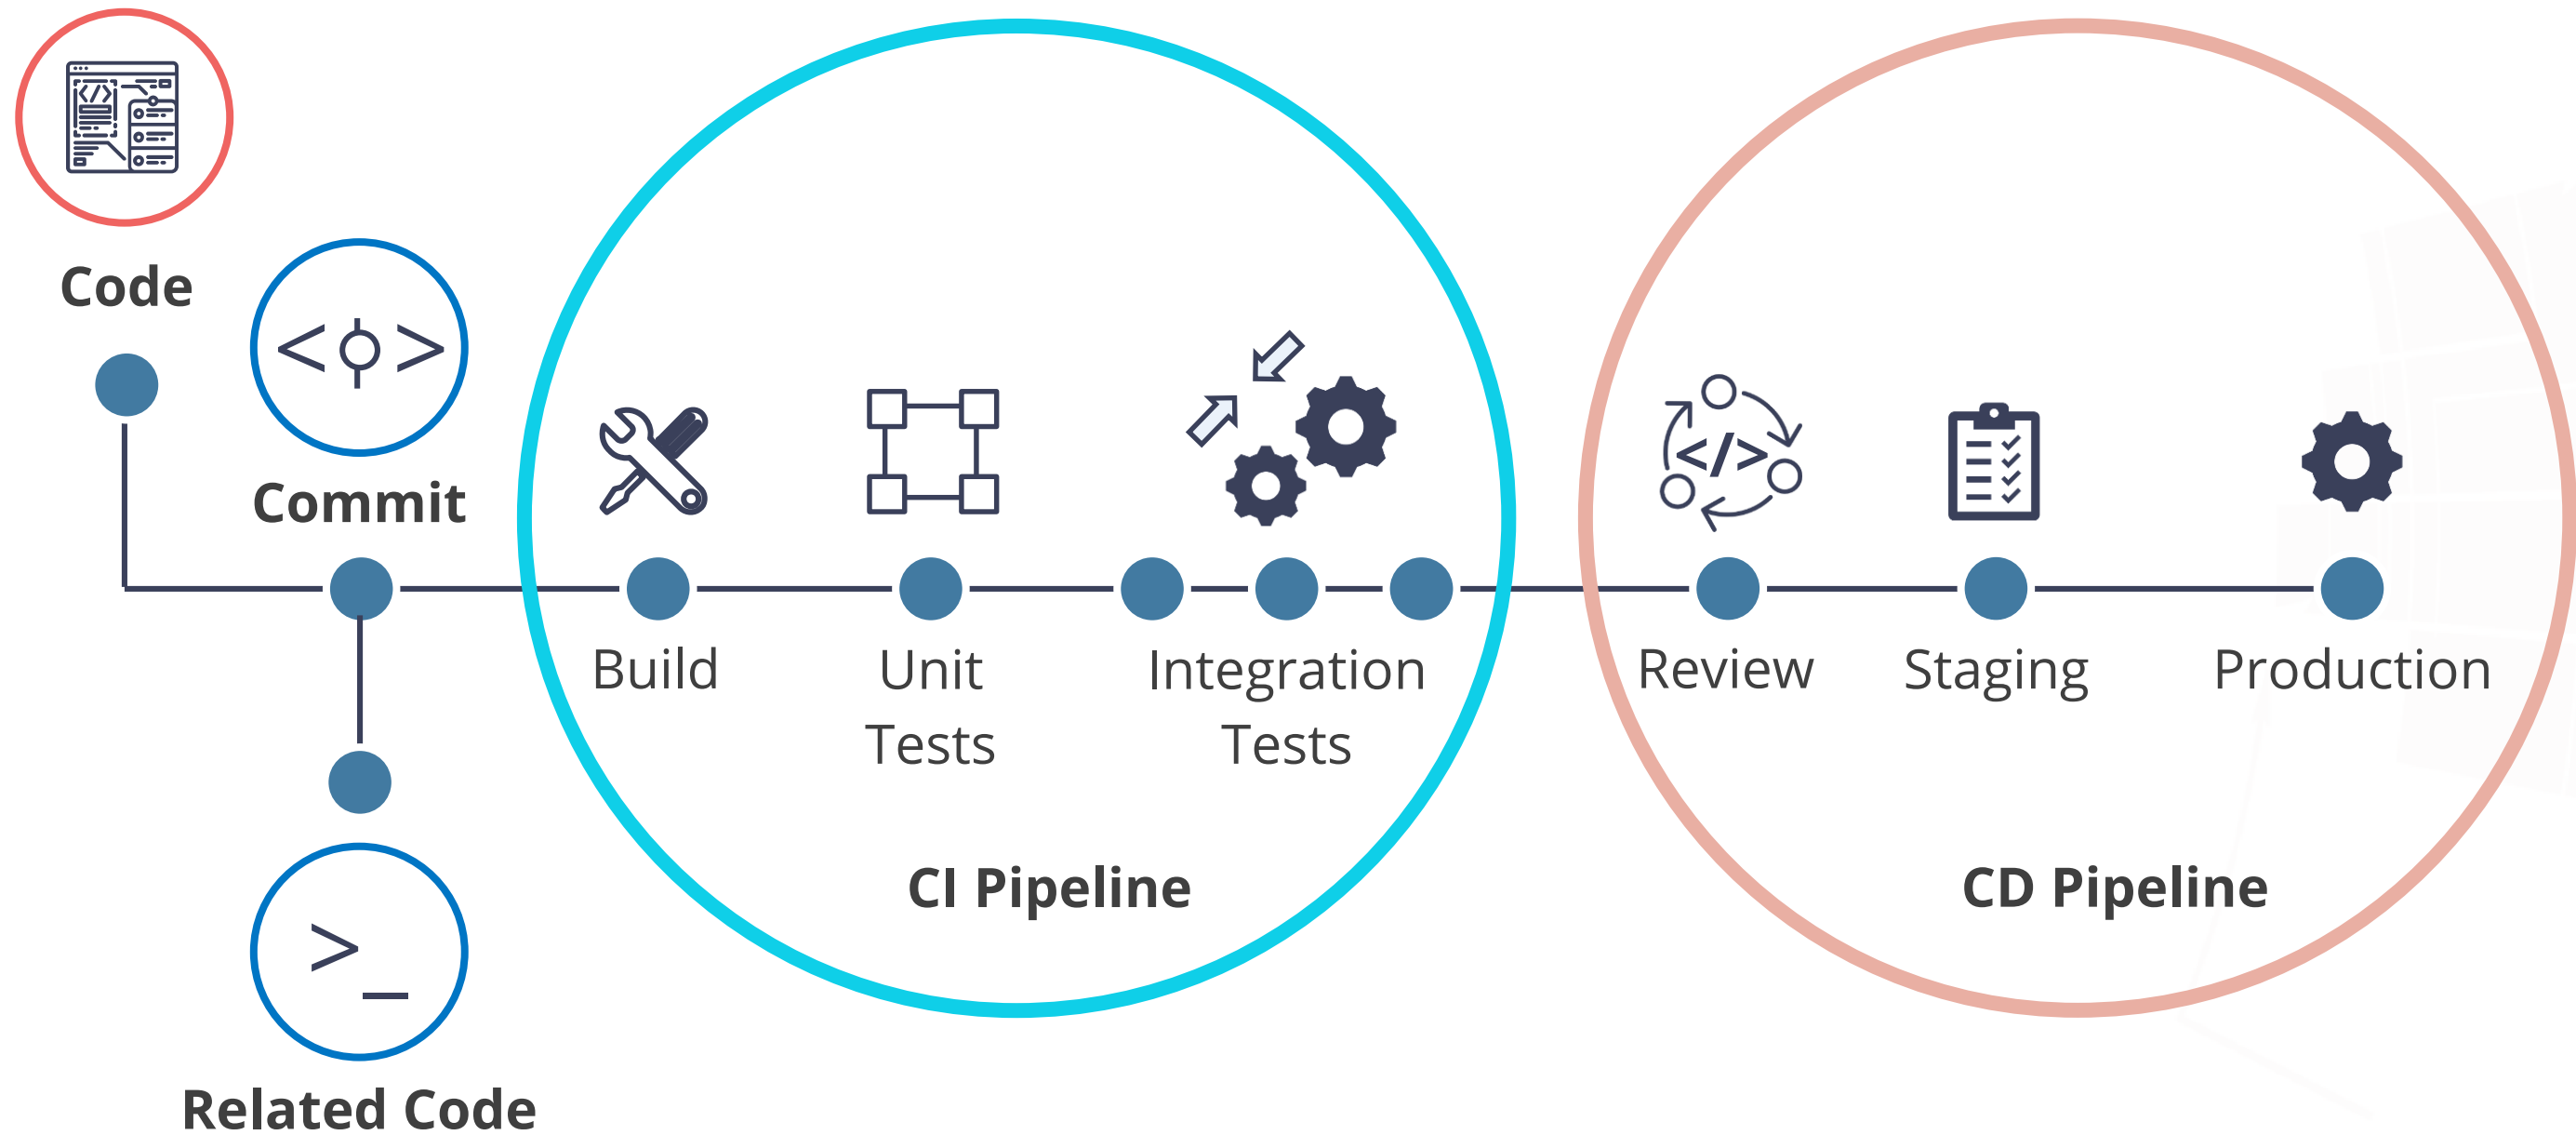 Code
Commit
Build
Unit
Tests
Integration
Tests
Review
Staging
Production
CI Pipeline
CD Pipeline
Related Code